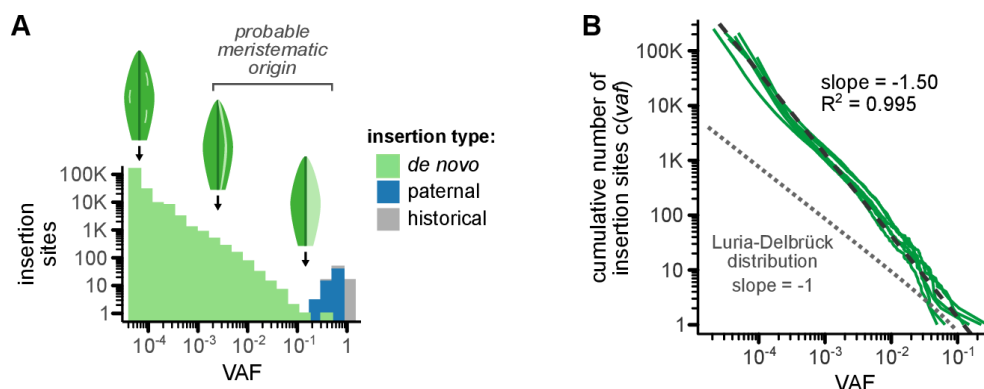 A
probable
meristematic
origin
insertion type:
de novo
paternal
historical
insertion
sites
100K
10K
1K
100
10
1
10-4
10-3
10-2
10-1
1
VAF
B
cumulative number of
insertion sites c(vaf)
100K
10K
1K
100
10
1
slope = -1.50
R2 = 0.995
Luria-Delbrück
distribution
slope = -1
10-4
10-3
10-2
10-1
VAF